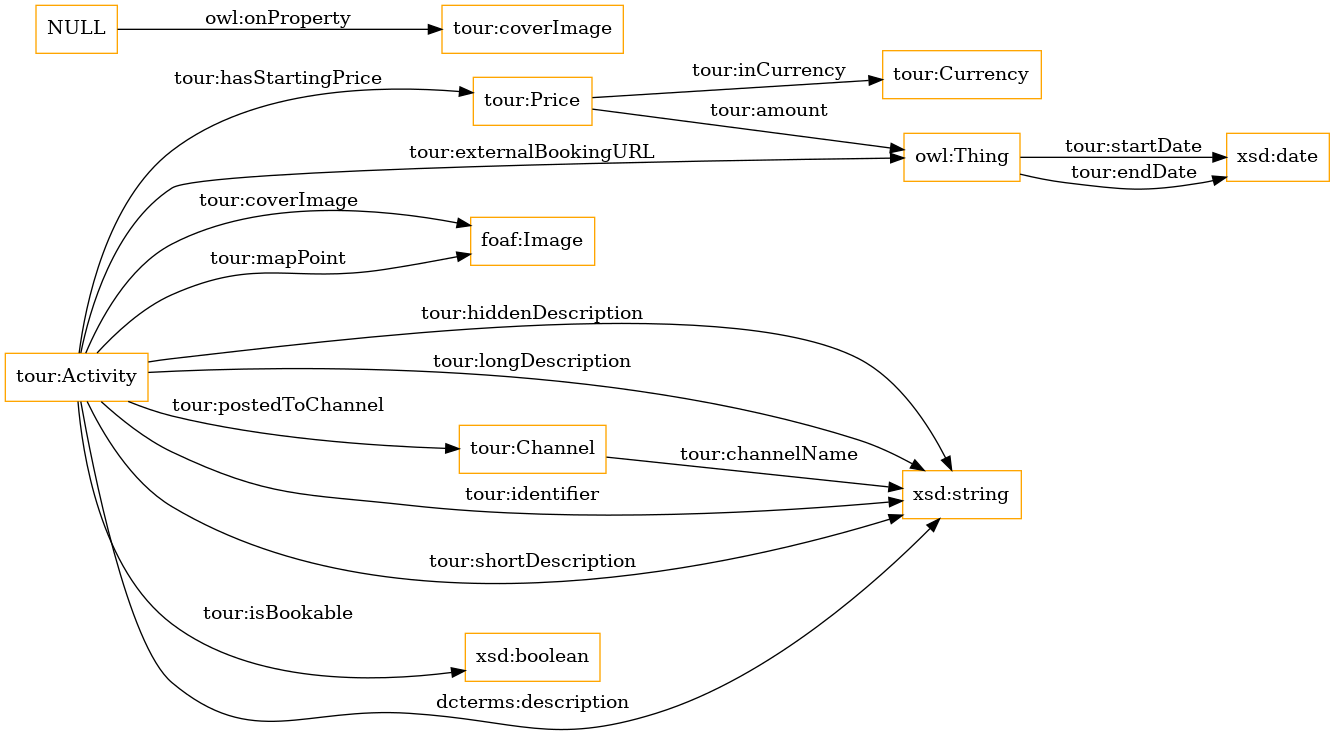 NULL
owl:onProperty
tour:coverImage
tour:hasStartingPrice
tour:Price
tour:inCurrency
tour:Currency
tour:amount
tour:externalBookingURL
owl:Thing
tour:startDate
xsd:date
tour:endDate
tour:coverImage
foaf:Image
tour:mapPoint
tour:hiddenDescription
tour:longDescription
tour:Activity
tour:postedToChannel
tour:Channel
tour:channelName
tour:identifier
xsd:string
tour:shortDescription
tour:isBookable
xsd:boolean
dcterms:description